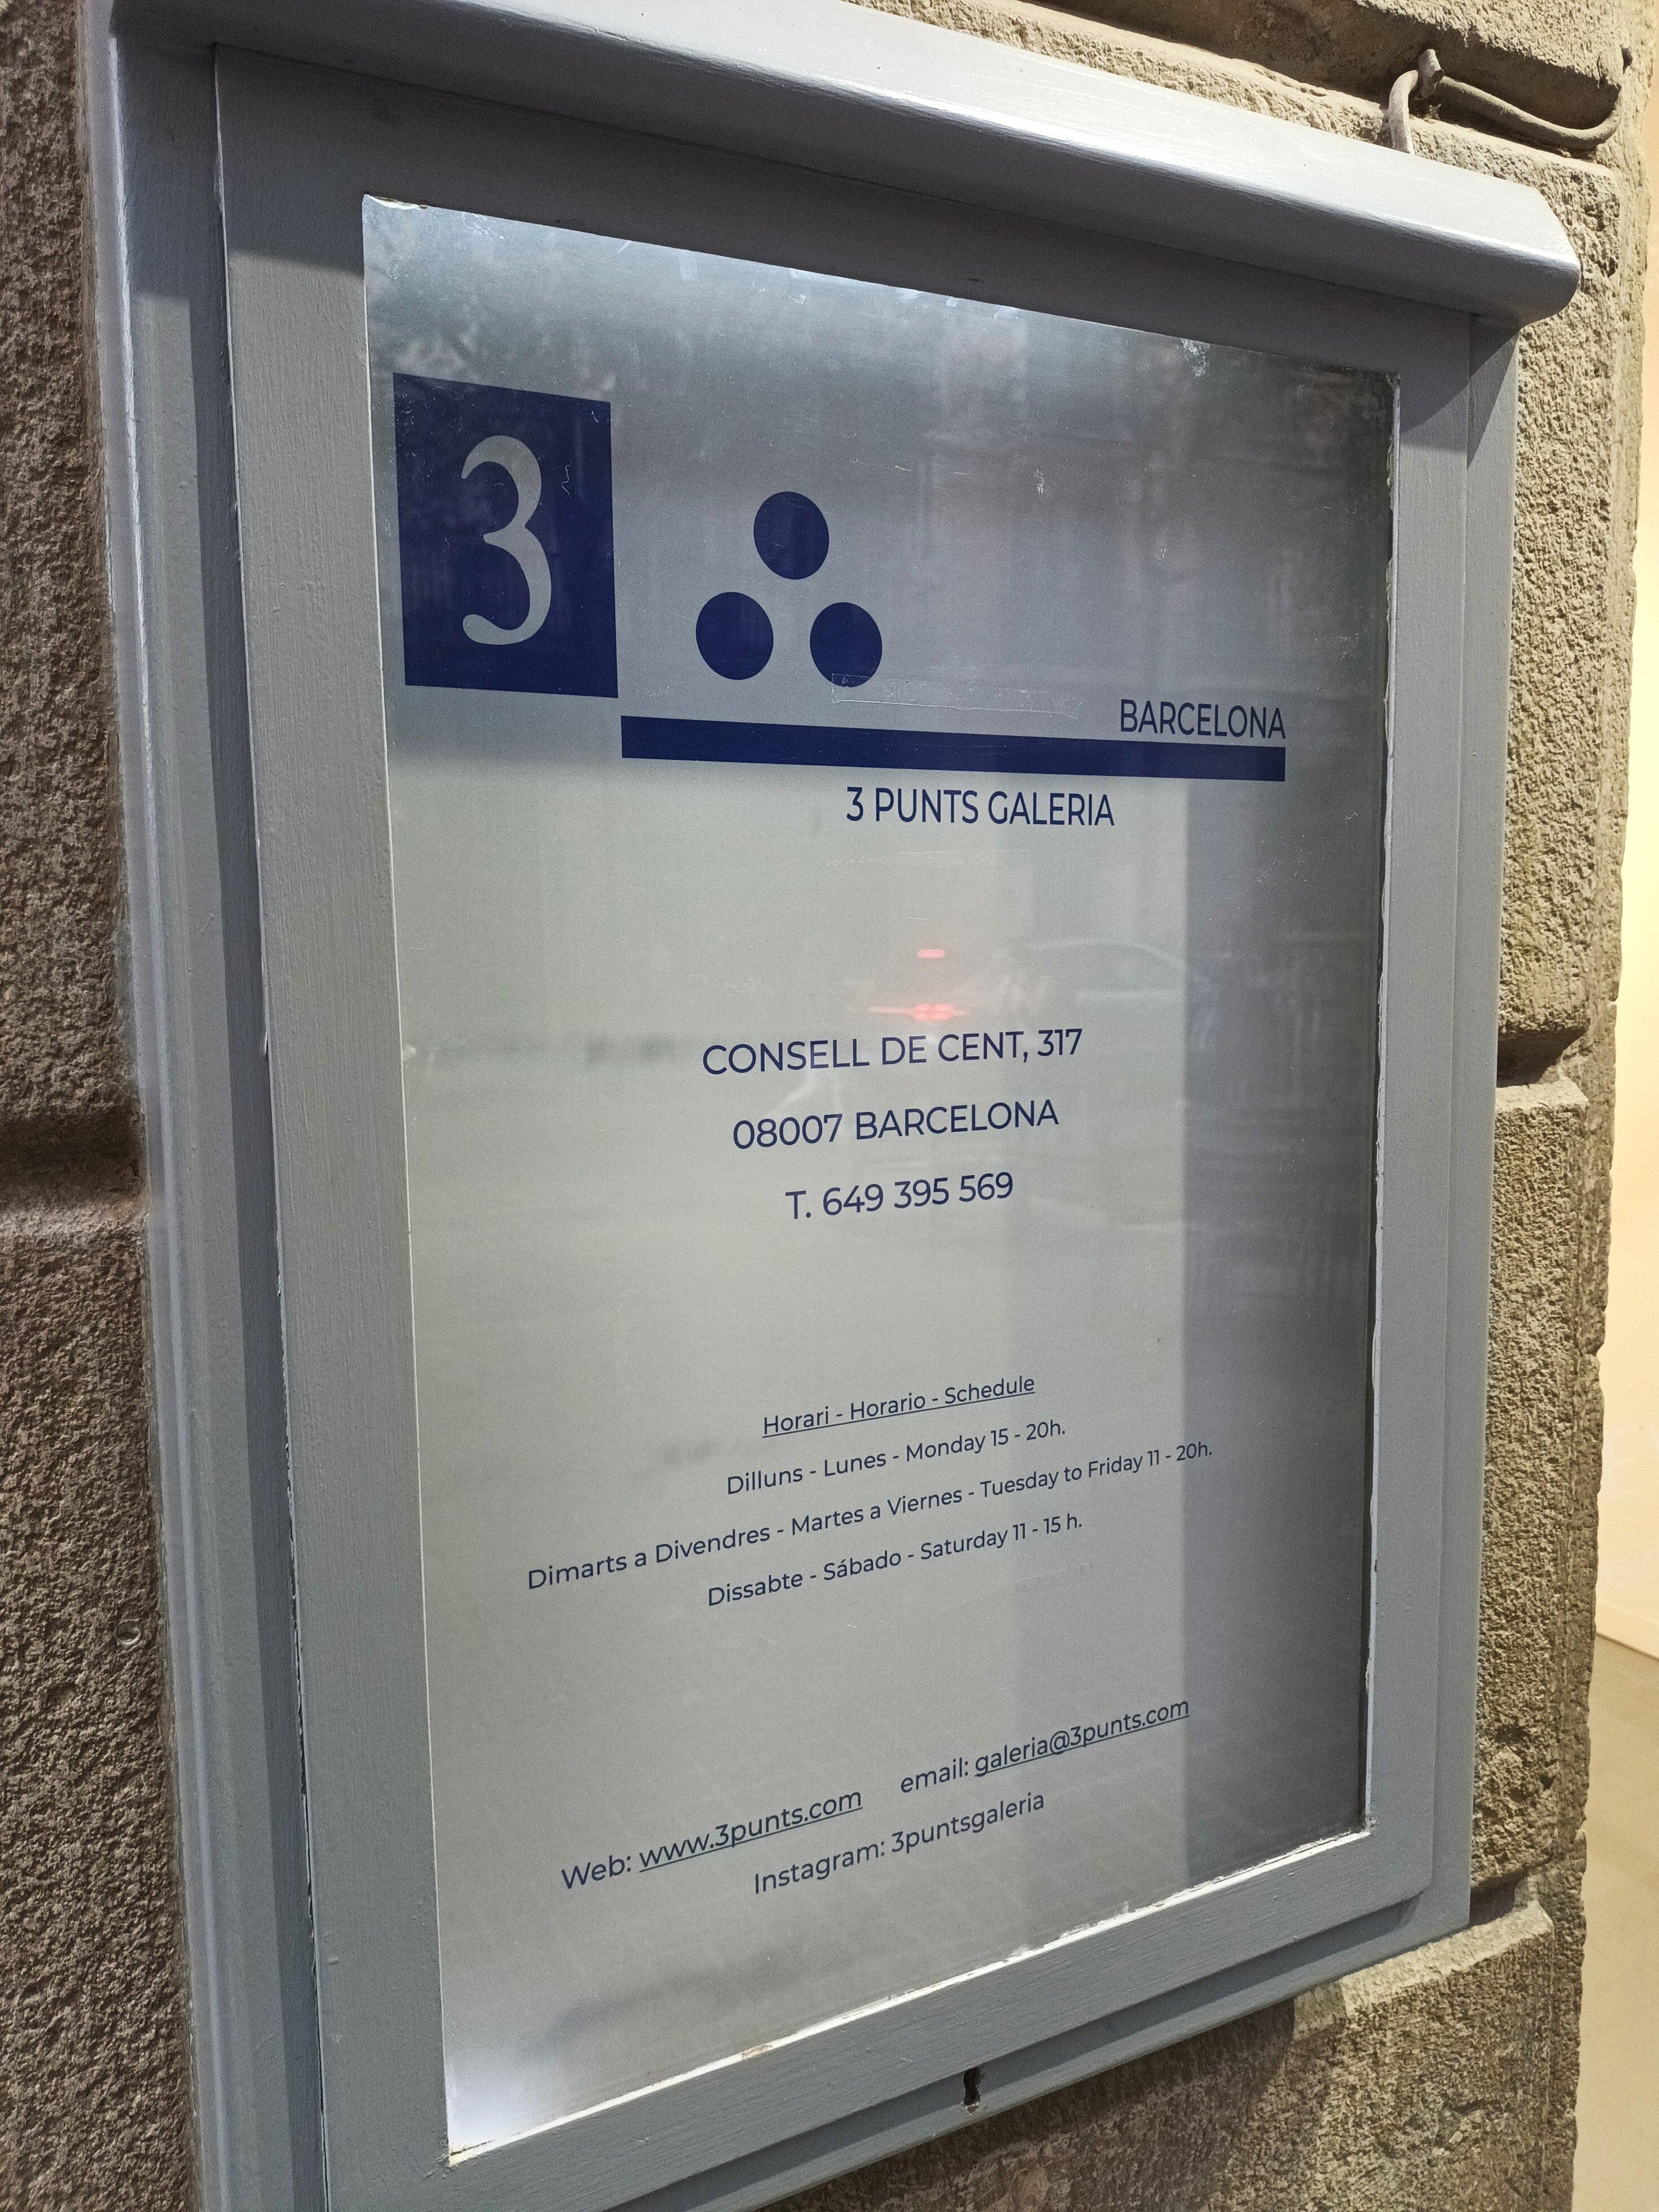 3
BARCELONA
3 PUNTS GALERIA
CONSELL DE CENT, 317
08007 BARCELONA
T. 649 395 569
Horari - Horario - Schedule
Dilluns - Lunes - Monday 15 - 20h.
Dimarts a Divendres - Martes a Viernes - Tuesday to Friday 11 - 20h.
Dissabte - Sábado - Saturday 11 - 15 h.
Web: www.3punts.com email: galeria@3punts.com
Instagram: 3puntsgaleria